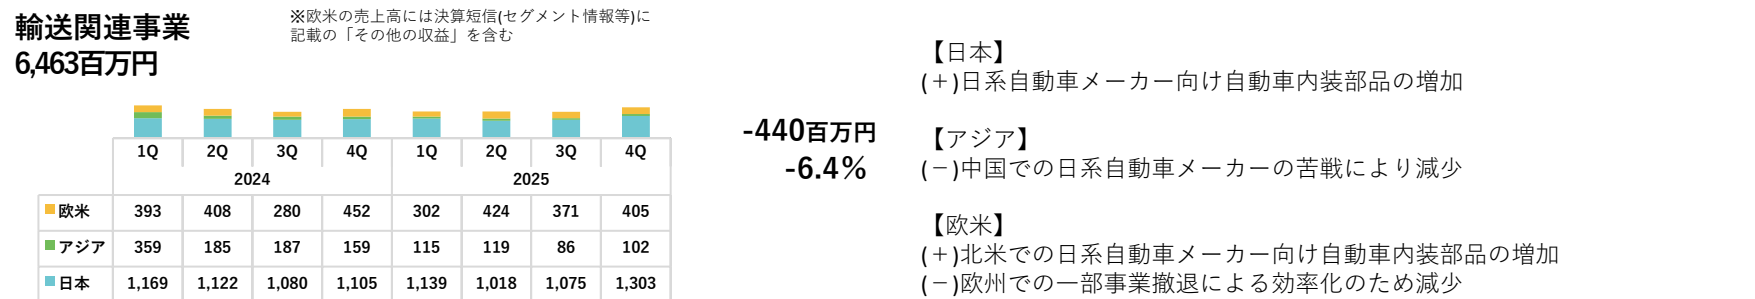 輸送関連事業
6,463百万円
※欧米の売上高には決算短信(セグメント情報等)に
記載の「その他の収益」を含む
1Q 2Q 3Q 4Q 1Q 2Q 3Q 4Q
2024 2025
欧米 393 408 280 452 302 424 371 405
アジア 359 185 187 159 115 119 86 102
日本 1,169 1,122 1,080 1,105 1,139 1,018 1,075 1,303
-440百万円
-6.4%
【日本】
(＋)日系自動車メーカー向け自動車内装部品の増加
【アジア】
(－)中国での日系自動車メーカーの苦戦により減少
【欧米】
(＋)北米での日系自動車メーカー向け自動車内装部品の増加
(－)欧州での一部事業撤退による効率化のため減少